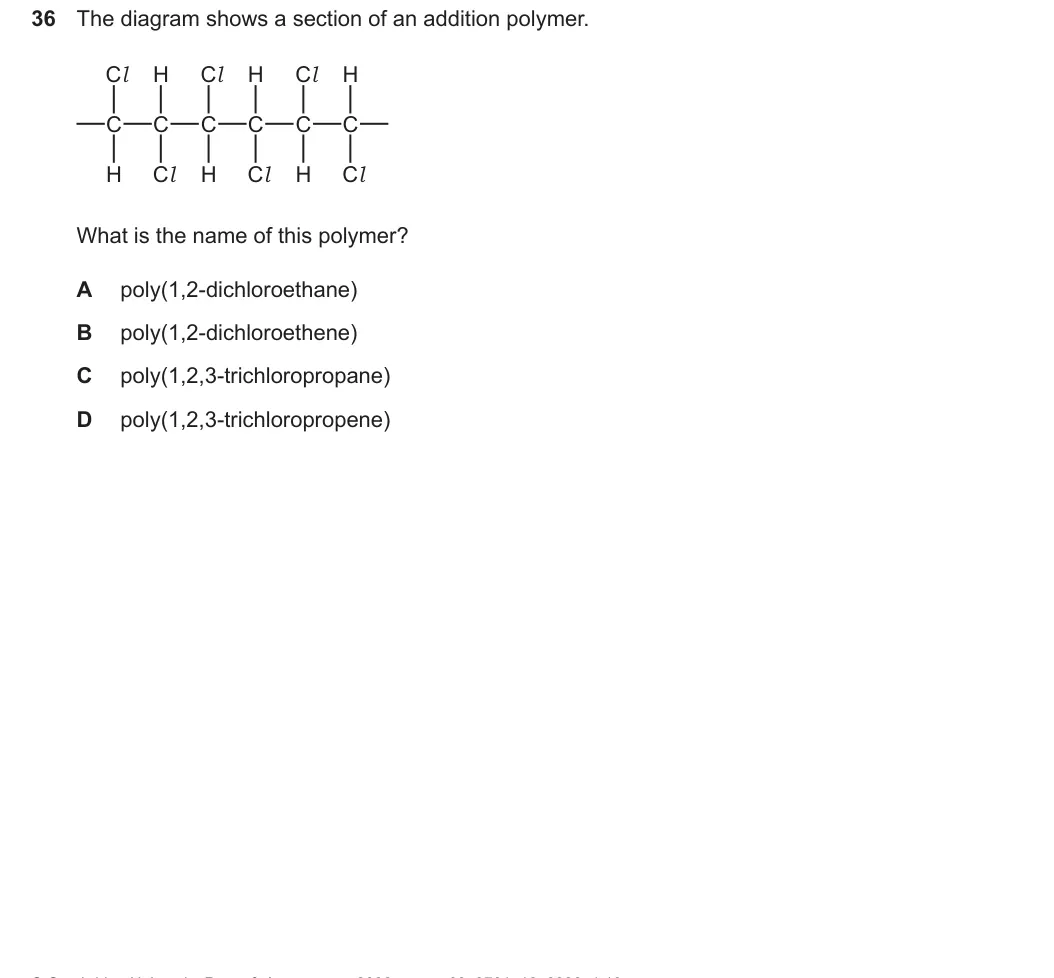 36 The diagram shows a section of an addition polymer.
Cl H Cl H Cl H
C C C C C C
H Cl H Cl H Cl
What is the name of this polymer?
A poly(1,2-dichloroethane)
B poly(1,2-dichloroethene)
C poly(1,2,3-trichloropropane)
D poly(1,2,3-trichloropropene)